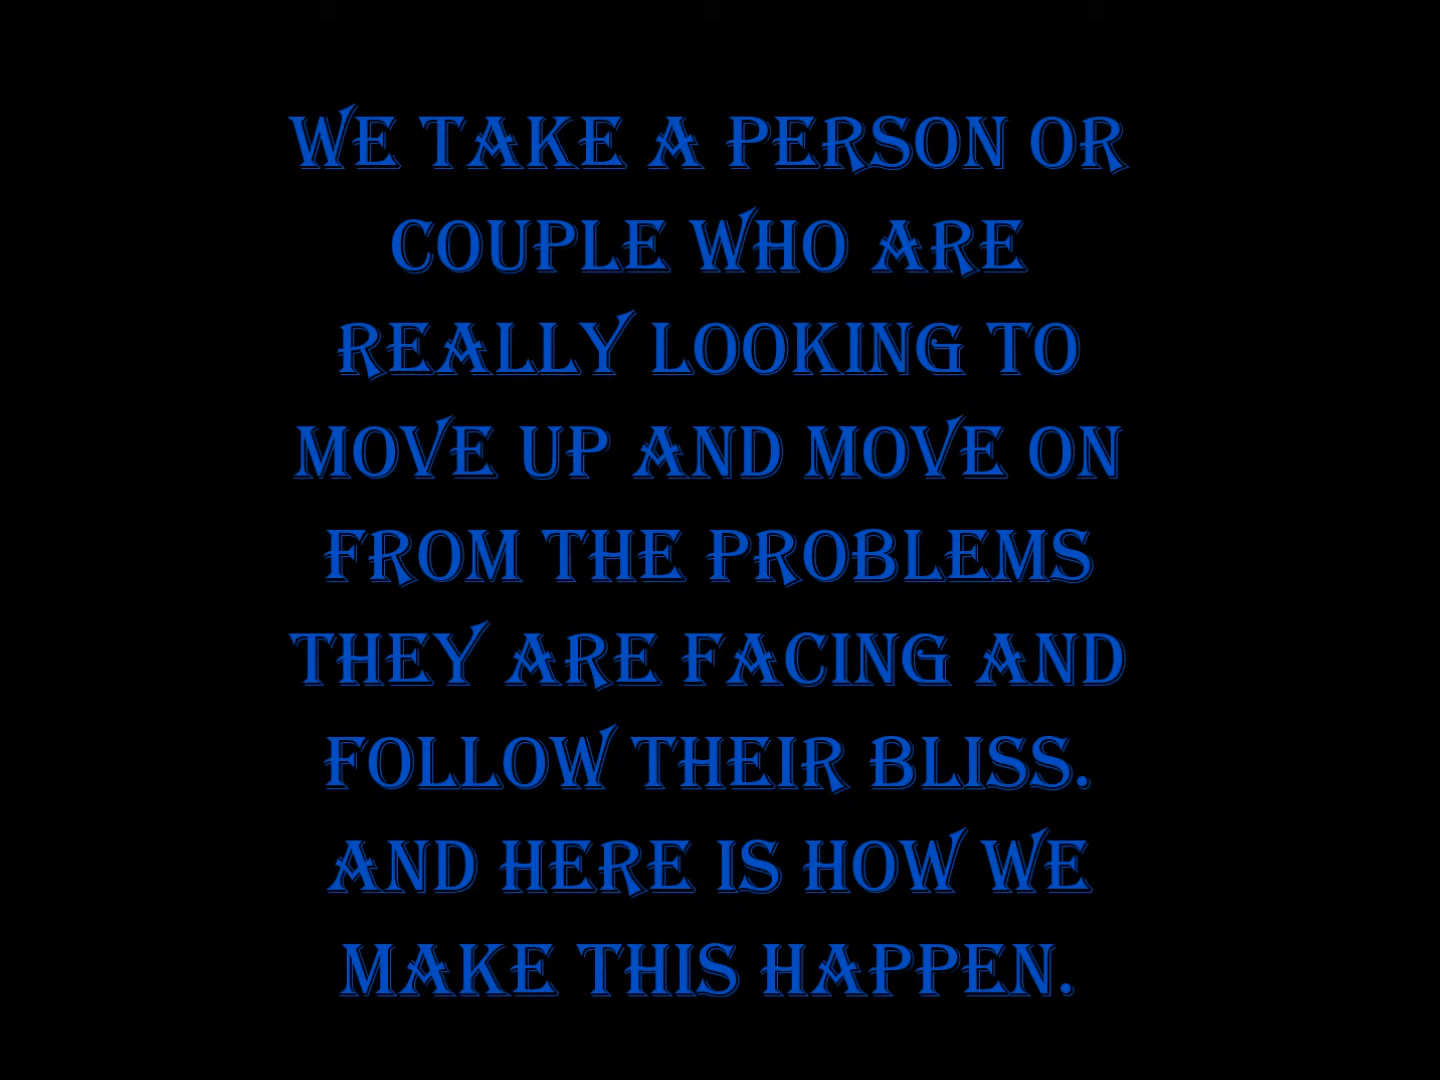 WE TAKE A PERSON OR
COUPLE WHO ARE
REALLY LOOKING TO
MOVE UP AND MOVE ON
FROM THE PROBLEMS
THEY ARE FACING AND
FOLLOW THEIR BLISS.
AND HERE IS HOW WE
MAKE THIS HAPPEN.